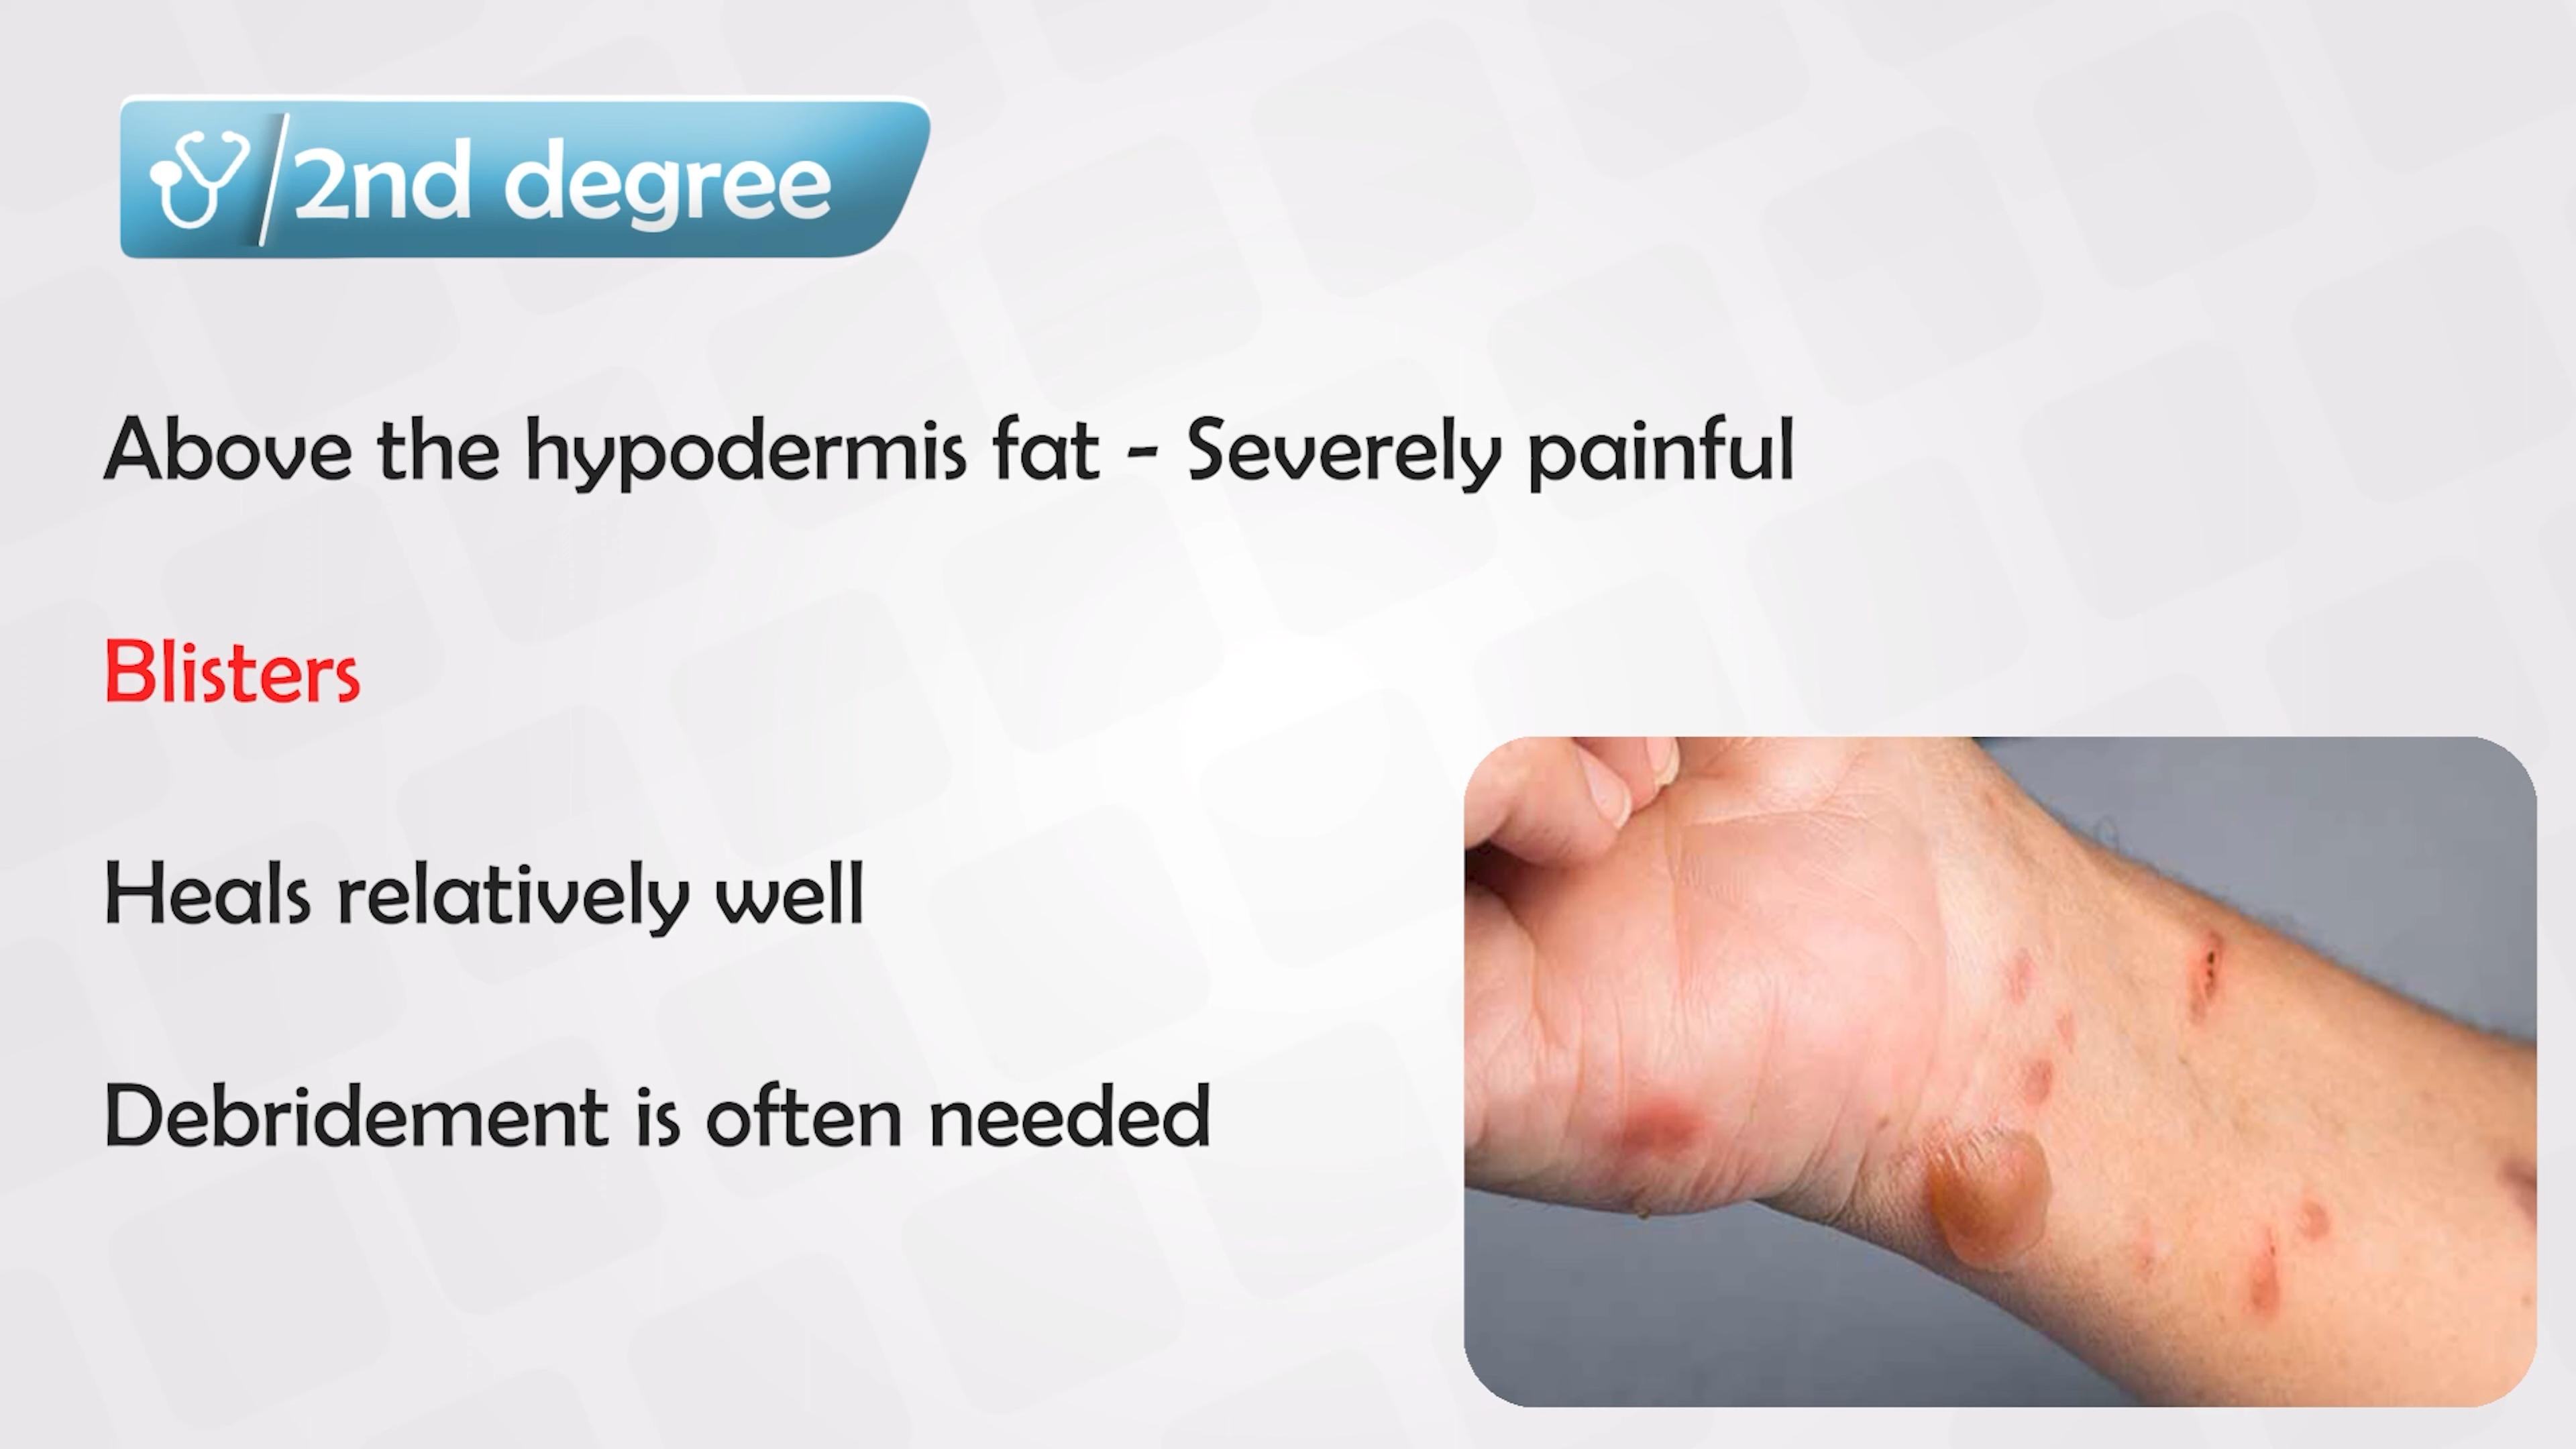 2nd degree
Above the hypodermis fat - Severely painful
Blisters
Heals relatively well
Debridement is often needed